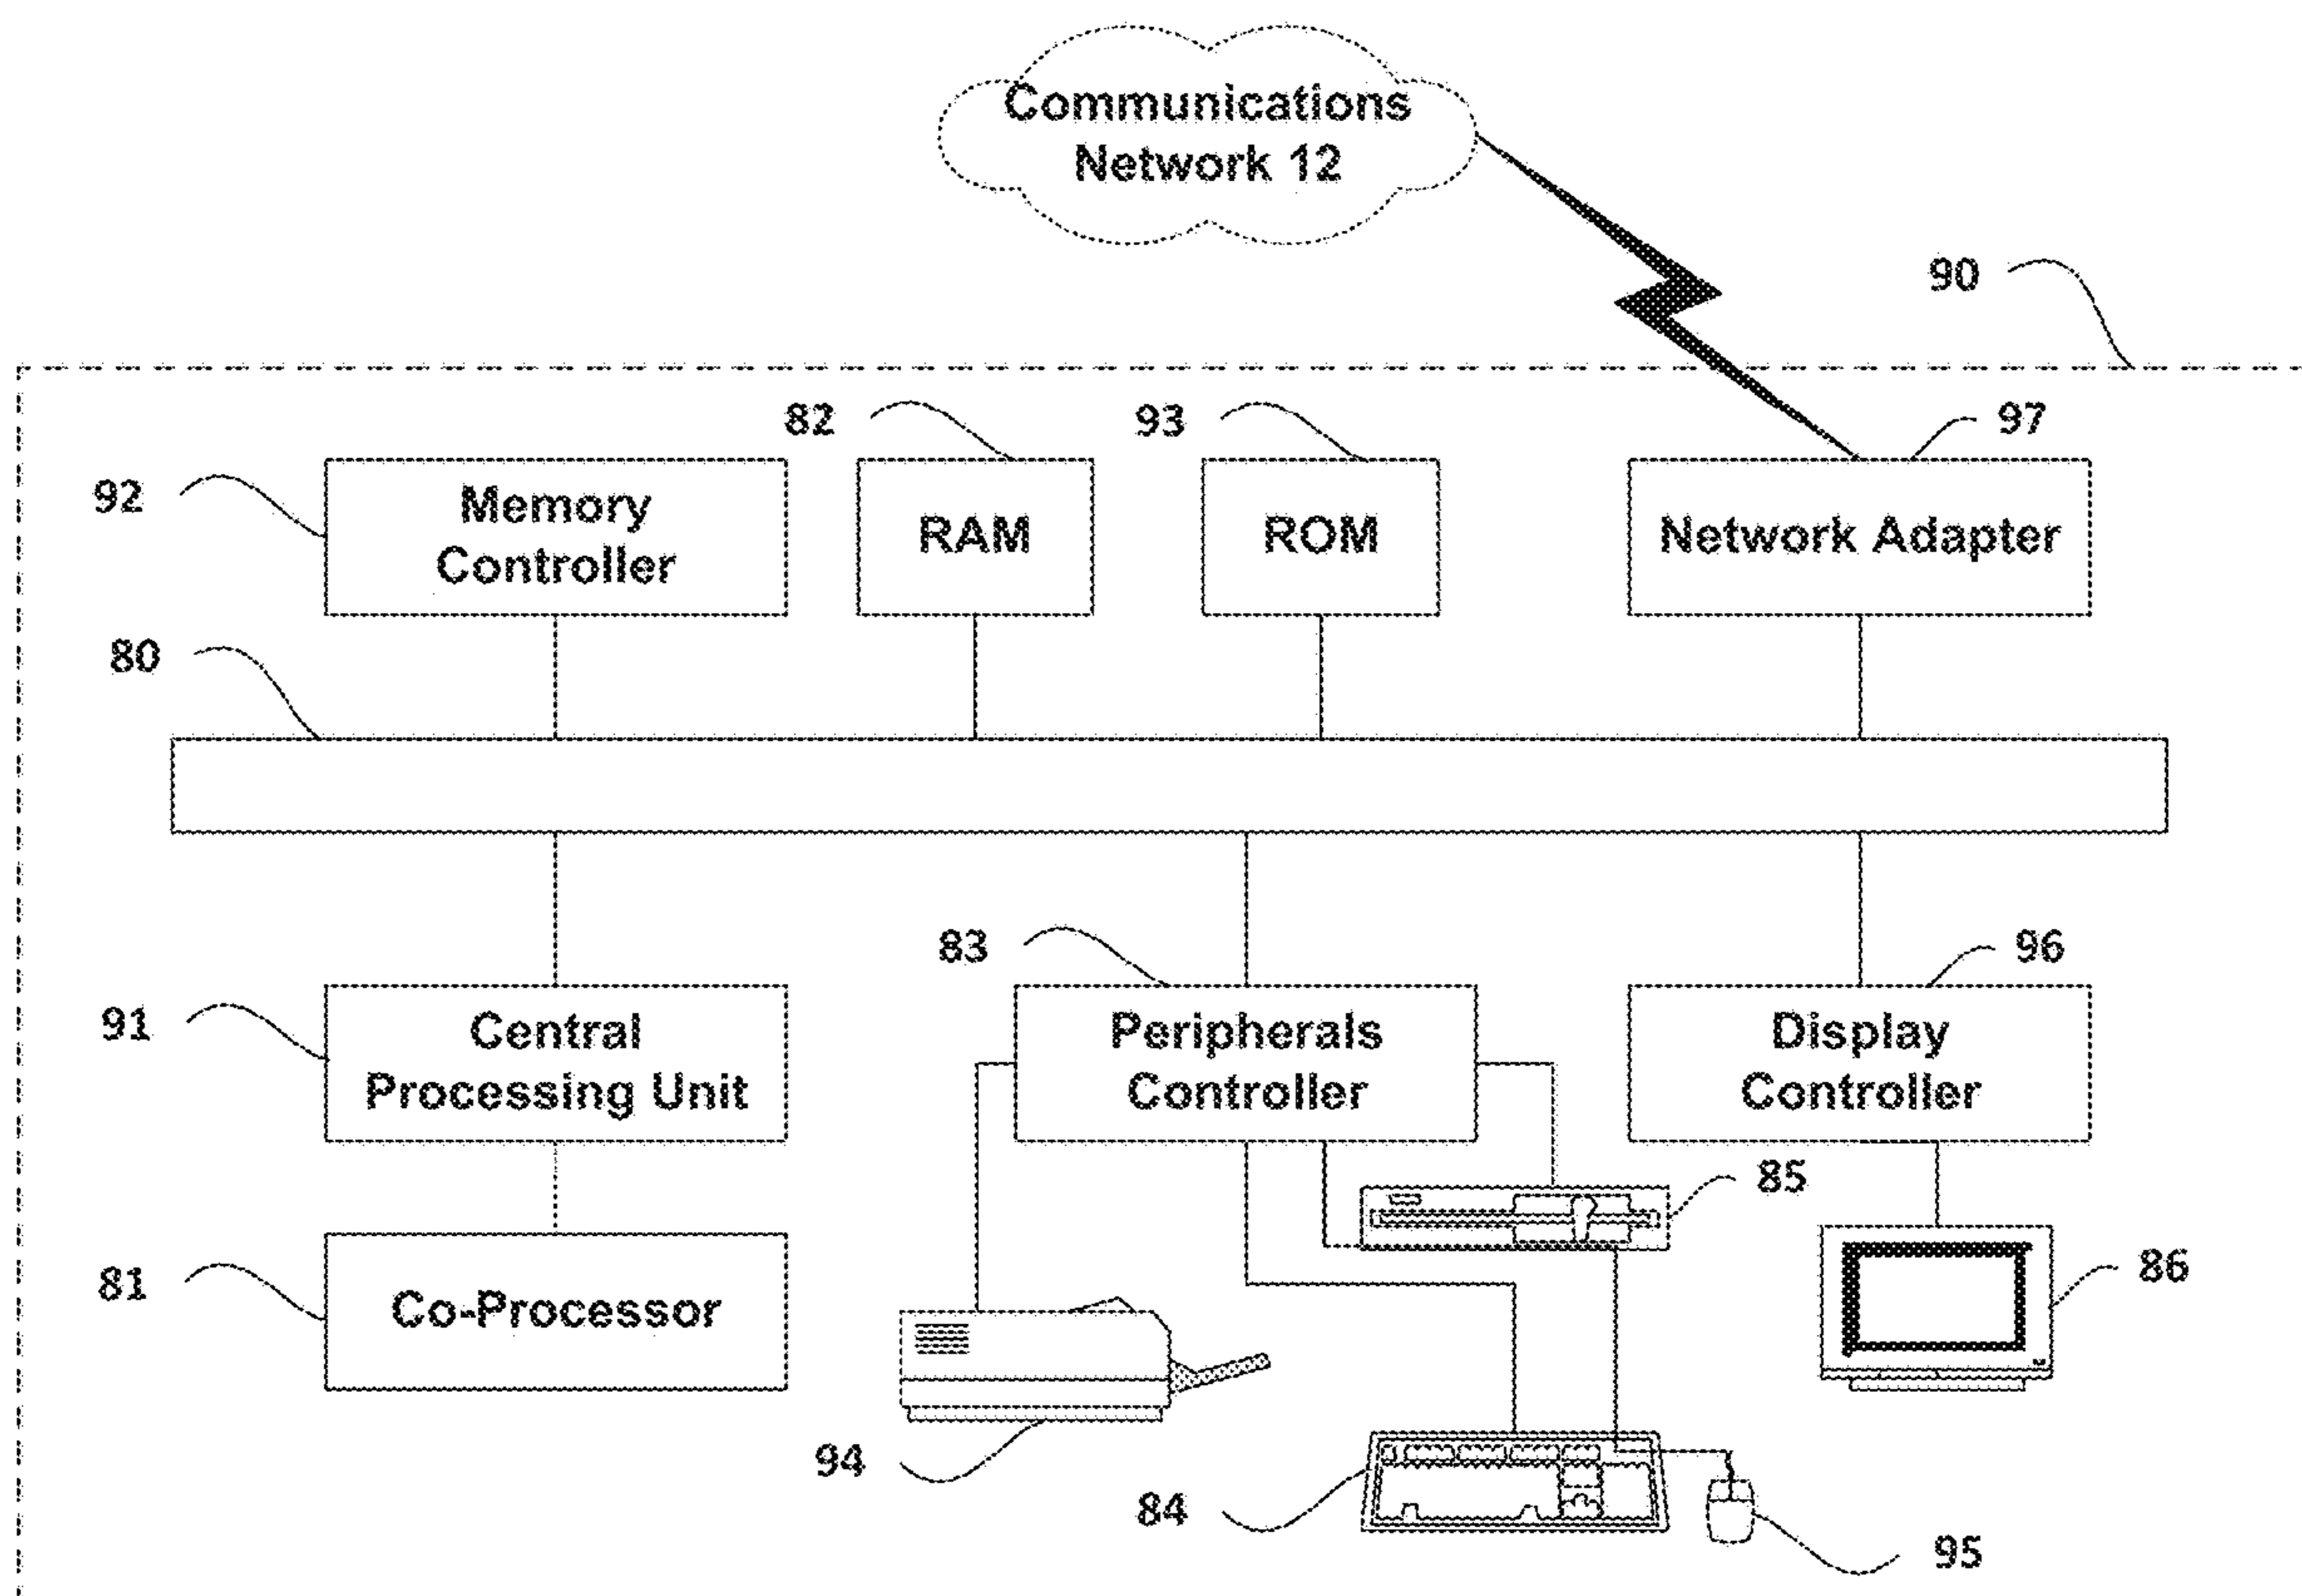 Communications
Network 12
90
82
93
97
92
Memory
Controller
RAM
ROM
Network Adapter
80
83
96
91
Central
Processing Unit
Peripherals
Controller
Display
Controller
85
81
Co-Processor
86
94
84
95